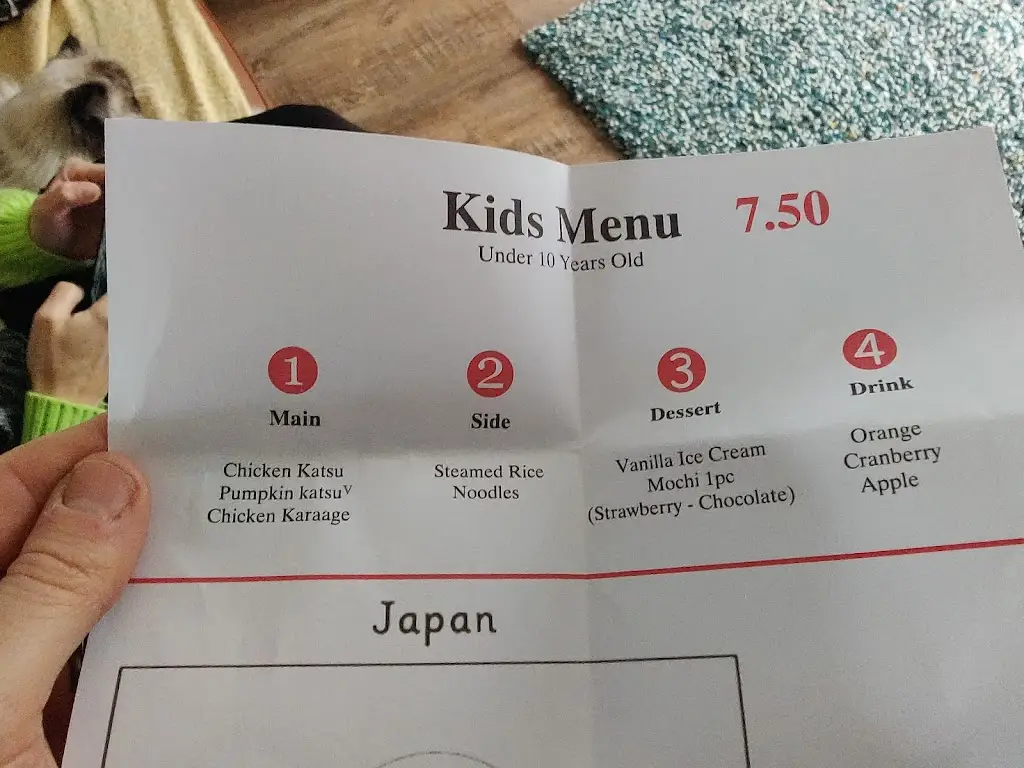 Kids Menu 7.50
Under 10 Years Old
1
Main
Chicken Katsu
Pumpkin katsuᵛ
Chicken Karaage
2
Side
Steamed Rice
Noodles
3
Dessert
Vanilla Ice Cream
Mochi 1pc
(Strawberry - Chocolate)
4
Drink
Orange
Cranberry
Apple
Japan